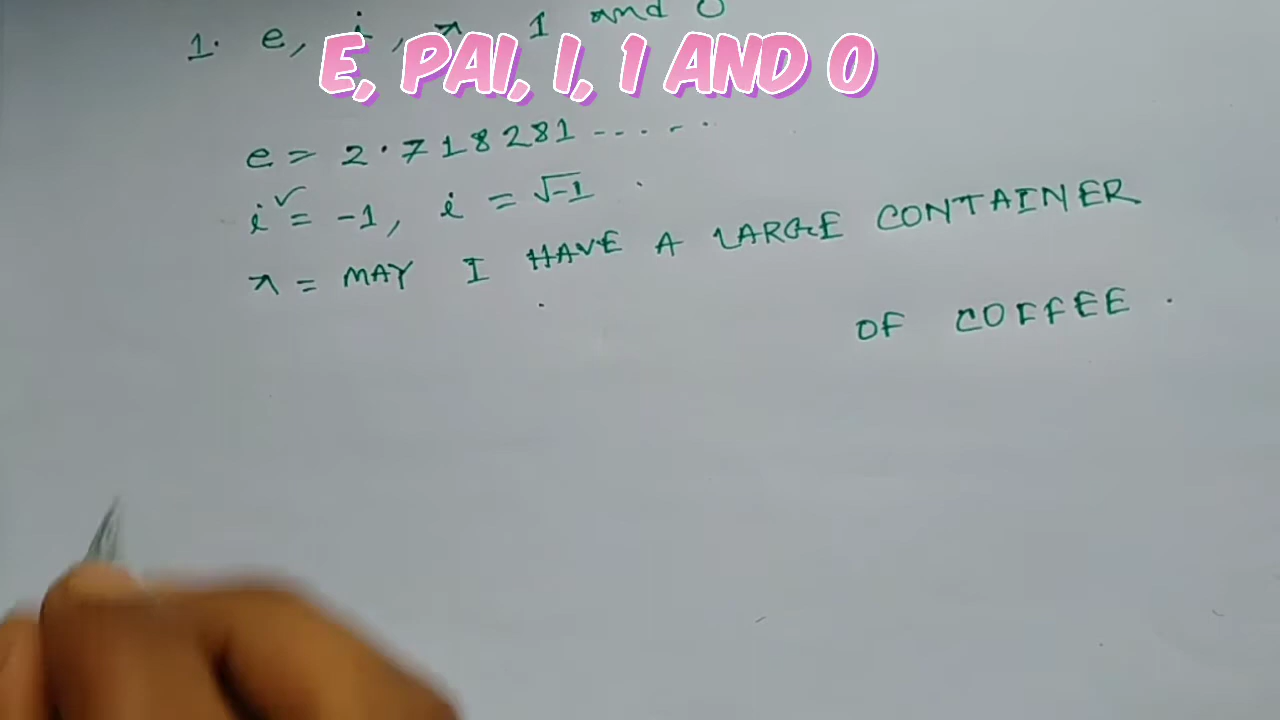 1. e, i, π, 1 and 0
E, PAI, I, 1 AND 0
e = 2.718281.....
i² = -1, i = √-1 .
π = MAY I HAVE A LARGE CONTAINER
OF COFFEE .